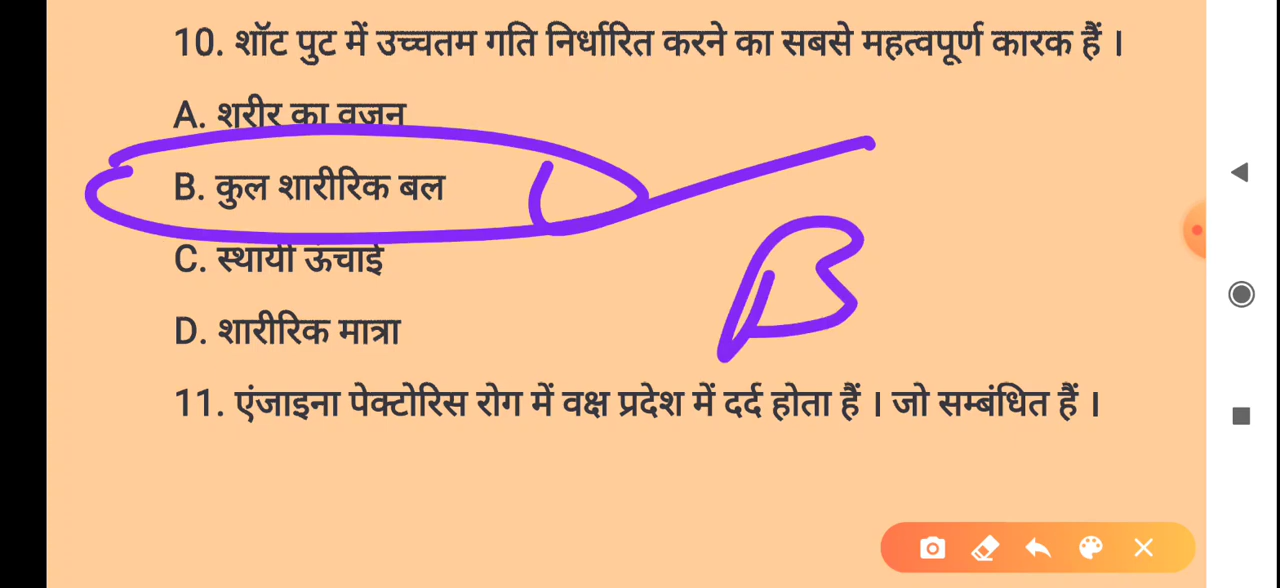 10. शॉट पुट में उच्चतम गति निर्धारित करने का सबसे महत्वपूर्ण कारक हैं ।
A. शरीर का वजन
B. कुल शारीरिक बल
C. स्थायी ऊंचाई
B
D. शारीरिक मात्रा
11. एंजाइना पेक्टोरिस रोग में वक्ष प्रदेश में दर्द होता हैं । जो सम्बंधित हैं ।